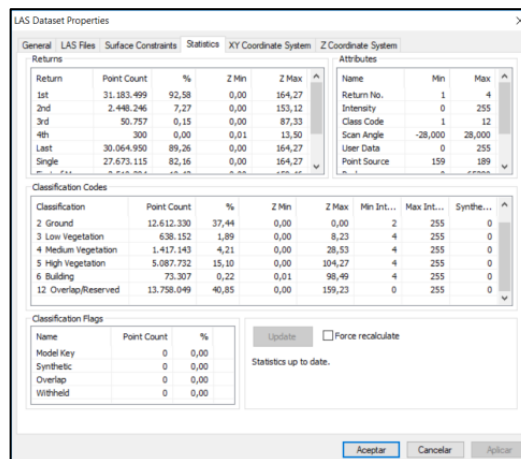 LAS Dataset Properties
General LAS Files Surface Constraints Statistics XY Coordinate System Z Coordinate System
Returns
Return Point Count % Z Min Z Max
1st 31.183.499 92,58 0,00 164,27
2nd 2.448.246 7,27 0,00 153,12
3rd 50.757 0,15 0,00 87,33
4th 300 0,00 0,01 13,50
Last 30.064.950 89,26 0,00 164,27
Single 27.673.115 82,16 0,00 164,27
Attributes
Name Min Max
Return No. 1 4
Intensity 0 255
Class Code 1 12
Scan Angle -28,000 28,000
User Data 0 255
Point Source 159 189
Classification Codes
Classification Point Count % Z Min Z Max Min Int... Max Int... Synthe...
2 Ground 12.612.330 37,44 0,00 0,00 2 255 0
3 Low Vegetation 638.152 1,89 0,00 8,23 4 255 0
4 Medium Vegetation 1.417.143 4,21 0,00 28,53 4 255 0
5 High Vegetation 5.087.732 15,10 0,00 104,27 4 255 0
6 Building 73.307 0,22 0,01 98,49 4 255 0
12 Overlap/Reserved 13.758.049 40,85 0,00 159,23 0 255 0
Classification Flags
Name Point Count %
Model Key 0 0,00
Synthetic 0 0,00
Overlap 0 0,00
Withheld 0 0,00
Update Force recalculate
Statistics up to date.
Aceptar Cancelar Aplicar